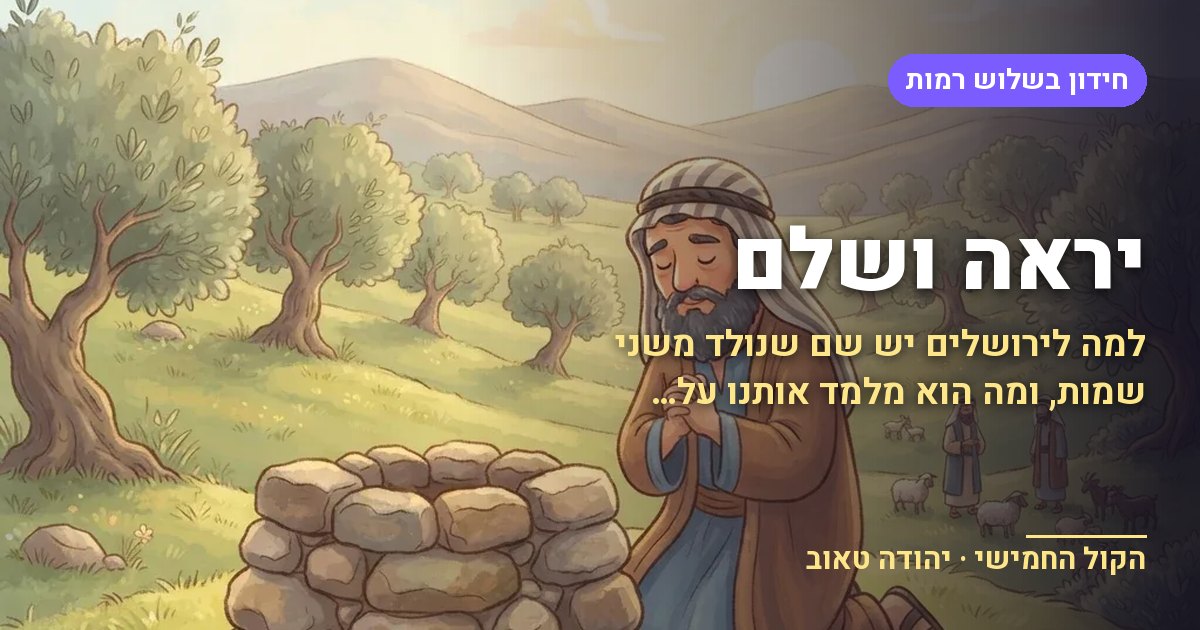 חידון בשלוש רמות
יראה ושלם
למה לירושלים יש שם שנולד משני
שמות, ומה הוא מלמד אותנו על...
הקול החמישי · יהודה טאוב